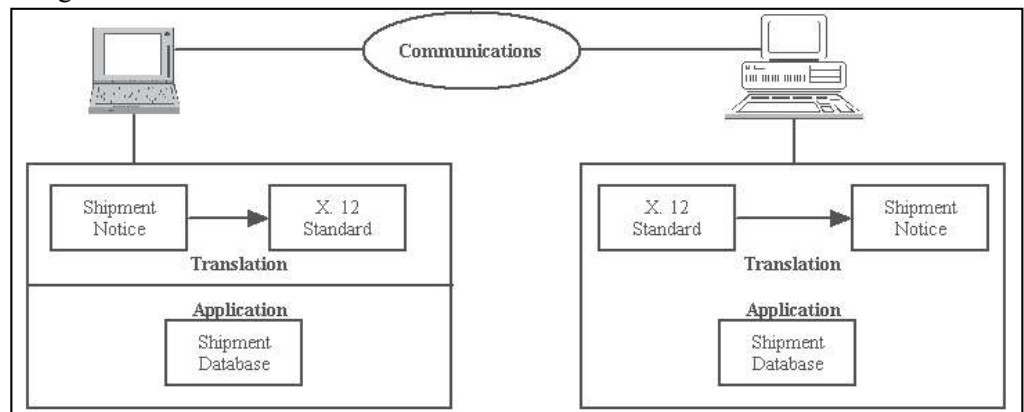 Communications
Shipment
Notice
X. 12
Standard
Translation
Application
Shipment
Database
X. 12
Standard
Shipment
Notice
Translation
Application
Shipment
Database